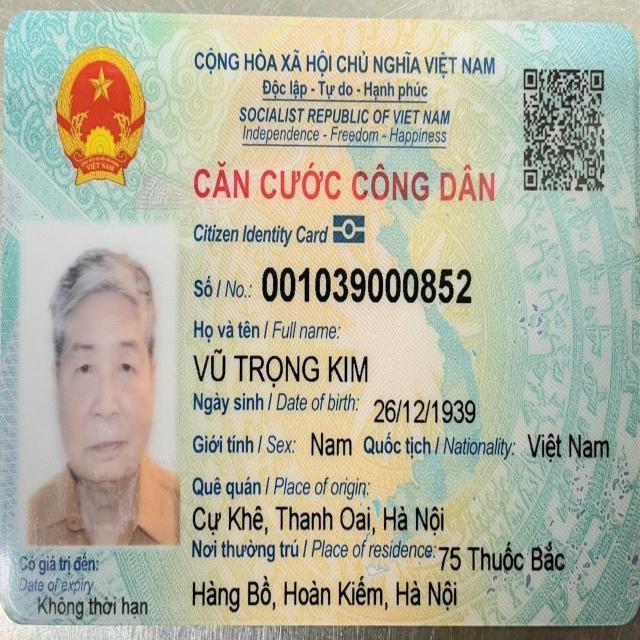 CỘNG HÒA XÃ HỘI CHỦ NGHĨA VIỆT NAM
Độc lập - Tự do - Hạnh phúc
SOCIALIST REPUBLIC OF VIET NAM
Independence - Freedom - Happiness
CĂN CƯỚC CÔNG DÂN
Citizen Identity Card
Số / No.: 001039000852
Họ và tên / Full name:
VŨ TRỌNG KIM
Ngày sinh / Date of birth: 26/12/1939
Giới tính / Sex: Nam Quốc tịch / Nationality: Việt Nam
Quê quán / Place of origin:
Cự Khê, Thanh Oai, Hà Nội
Nơi thường trú / Place of residence: 75 Thuốc Bắc
Hàng Bồ, Hoàn Kiếm, Hà Nội
Có giá trị đến:
Date of expiry
Không thời hạn